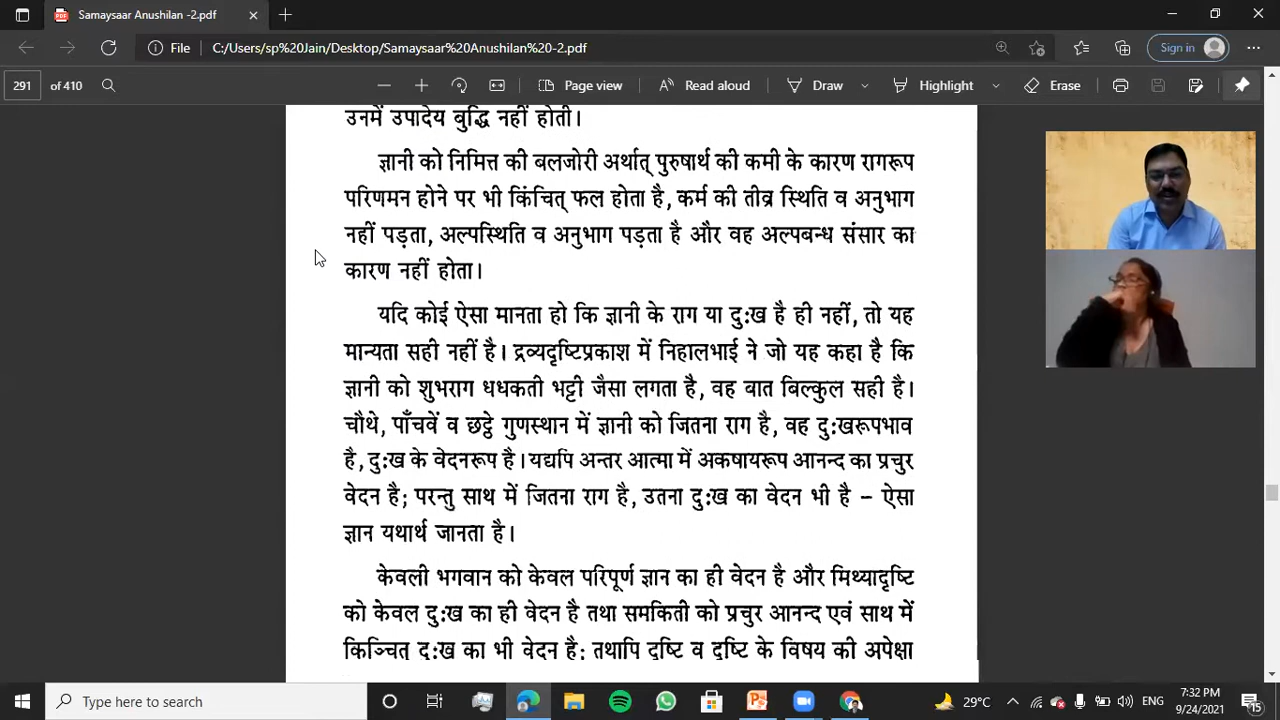 Samaysaar Anushilan -2.pdf
File
C:/Users/sp%20Jain/Desktop/Samaysaar%20Anushilan%20-2.pdf
Sign in
291
of 410
Page view
Read aloud
Draw
Highlight
Erase
उनमें उपादेय बुद्धि नहीं होती।
ज्ञानी को निमित्त की बलजोरी अर्थात् पुरुषार्थ की कमी के कारण रागरूप
परिणमन होने पर भी किंचित् फल होता है, कर्म की तीव्र स्थिति व अनुभाग
नहीं पड़ता, अल्पस्थिति व अनुभाग पड़ता है और वह अल्पबन्ध संसार का
कारण नहीं होता।
यदि कोई ऐसा मानता हो कि ज्ञानी के राग या दु:ख है ही नहीं, तो यह
मान्यता सही नहीं है। द्रव्यदृष्टिप्रकाश में निहालभाई ने जो यह कहा है कि
ज्ञानी को शुभराग धधकती भट्टी जैसा लगता है, वह बात बिल्कुल सही है।
चौथे, पाँचवें व छट्ठे गुणस्थान में ज्ञानी को जितना राग है, वह दु:खरूपभाव
है, दु:ख के वेदनरूप है। यद्यपि अन्तर आत्मा में अकषायरूप आनन्द का प्रचुर
वेदन है; परन्तु साथ में जितना राग है, उतना दु:ख का वेदन भी है – ऐसा
ज्ञान यथार्थ जानता है।
केवली भगवान को केवल परिपूर्ण ज्ञान का ही वेदन है और मिथ्यादृष्टि
को केवल दु:ख का ही वेदन है तथा समकिती को प्रचुर आनन्द एवं साथ में
किञ्चित् दु:ख का भी वेदन है; तथापि दृष्टि व दृष्टि के विषय की अपेक्षा
Type here to search
29°C
ENG
7:32 PM
9/24/2021
15